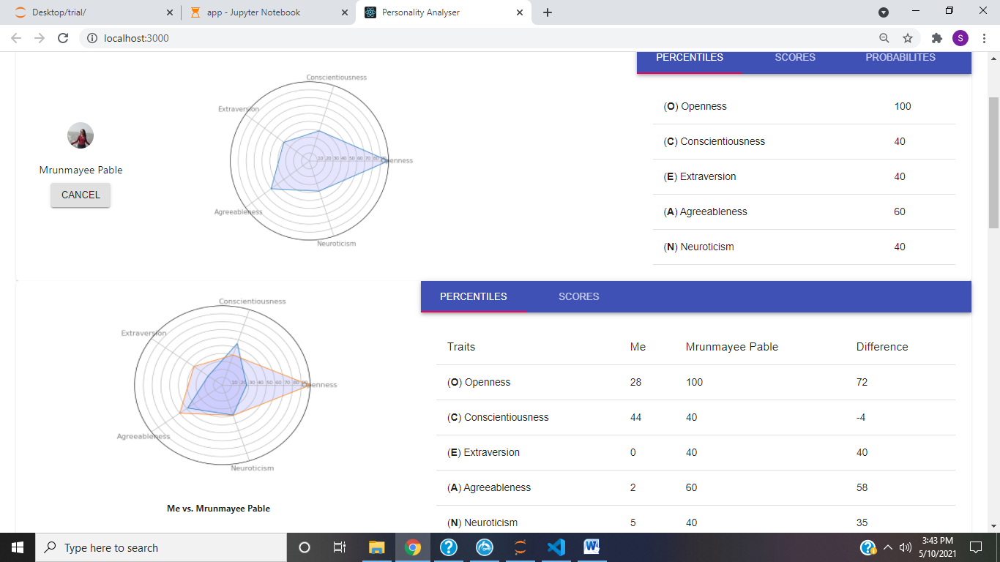 Desktop/trial/
app - Jupyter Notebook
Personality Analyser
localhost:3000
S
PERCENTILES SCORES PROBABILITES
Conscientiousness
Extraversion
10 20 30 40 50 60 70 80
Openness
Agreeableness
Neuroticism
Mrunmayee Pable
CANCEL
(O) Openness 100
(C) Conscientiousness 40
(E) Extraversion 40
(A) Agreeableness 60
(N) Neuroticism 40
Conscientiousness
Extraversion
10 20 30 40 50 60 70 80
Openness
Agreeableness
Neuroticism
Me vs. Mrunmayee Pable
PERCENTILES SCORES
Traits Me Mrunmayee Pable Difference
(O) Openness 28 100 72
(C) Conscientiousness 44 40 -4
(E) Extraversion 0 40 40
(A) Agreeableness 2 60 58
(N) Neuroticism 5 40 35
Type here to search
3:43 PM
5/10/2021